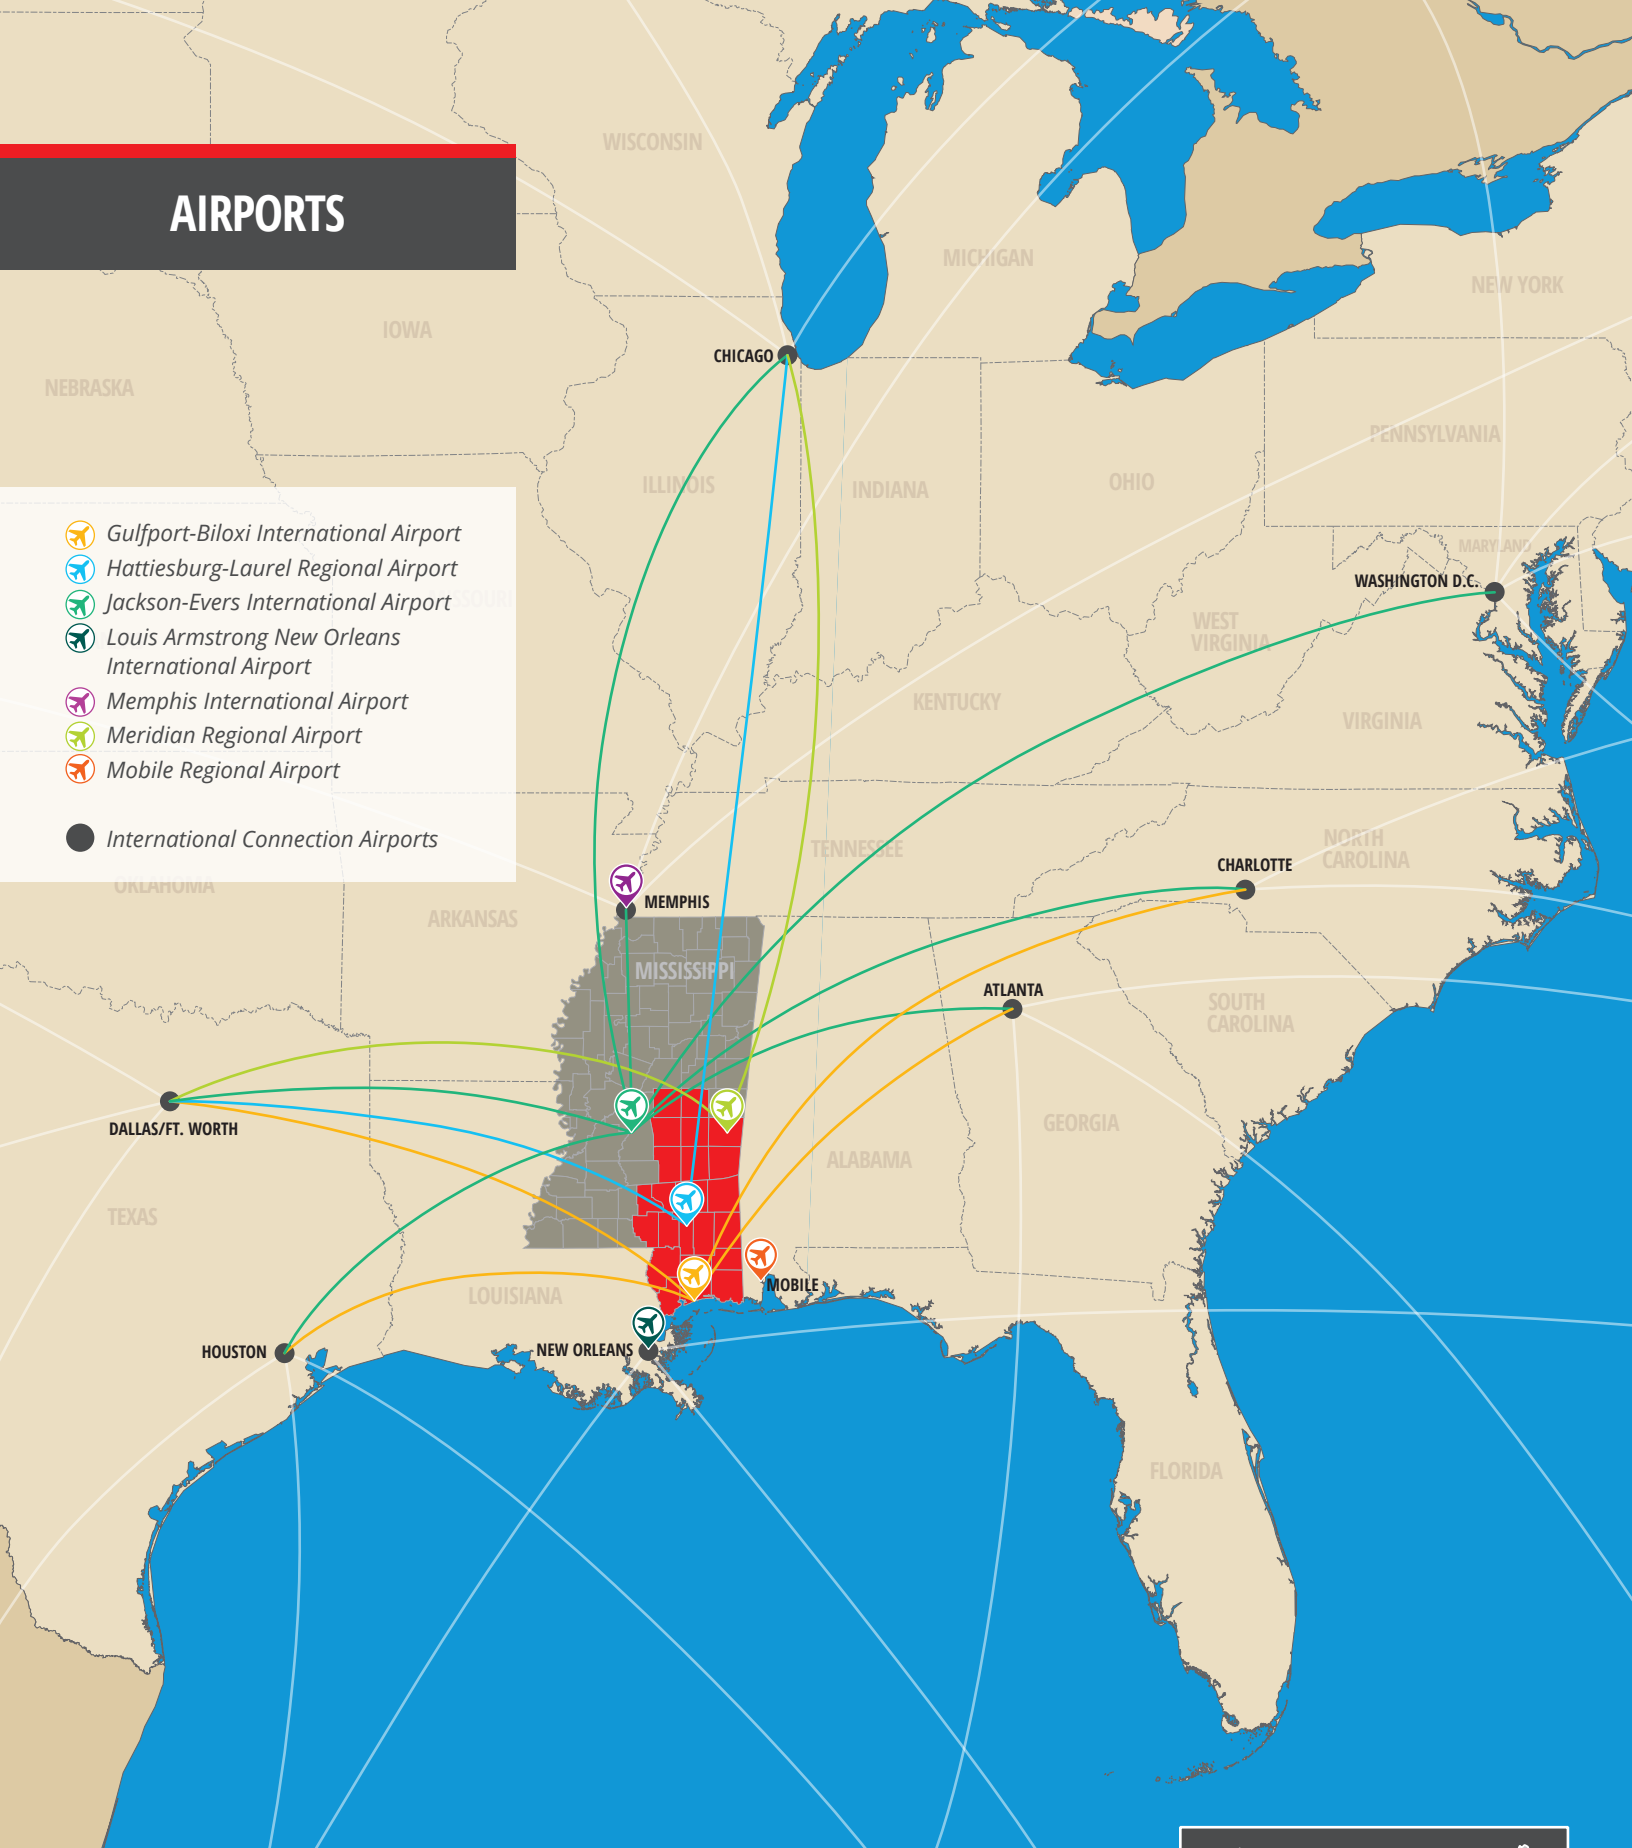 WISCONSIN
AIRPORTS
MICHIGAN
NEW YORK
IOWA
CHICAGO
NEBRASKA
PENNSYLVANIA
ILLINOIS
INDIANA
OHIO
Gulfport-Biloxi International Airport
Hattiesburg-Laurel Regional Airport
Jackson-Evers International Airport
Louis Armstrong New Orleans
International Airport
Memphis International Airport
Meridian Regional Airport
Mobile Regional Airport
International Connection Airports
MISSOURI
MARYLAND
WASHINGTON D.C.
WEST
VIRGINIA
KENTUCKY
VIRGINIA
TENNESSEE
NORTH
CAROLINA
CHARLOTTE
OKLAHOMA
ARKANSAS
MEMPHIS
MISSISSIPPI
ATLANTA
SOUTH
CAROLINA
DALLAS/FT. WORTH
GEORGIA
ALABAMA
TEXAS
MOBILE
LOUISIANA
HOUSTON
NEW ORLEANS
FLORIDA